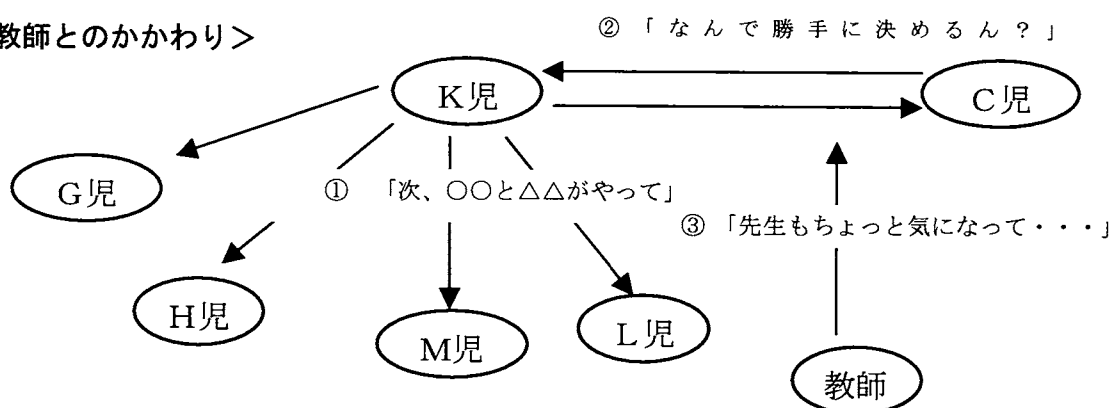 教師とのかかわり＞
② 「なんで勝手に決めるん？」
K児
C児
G児
① 「次、○○と△△がやって」
③ 「先生もちょっと気になって・・・」
H児
M児
L児
教師